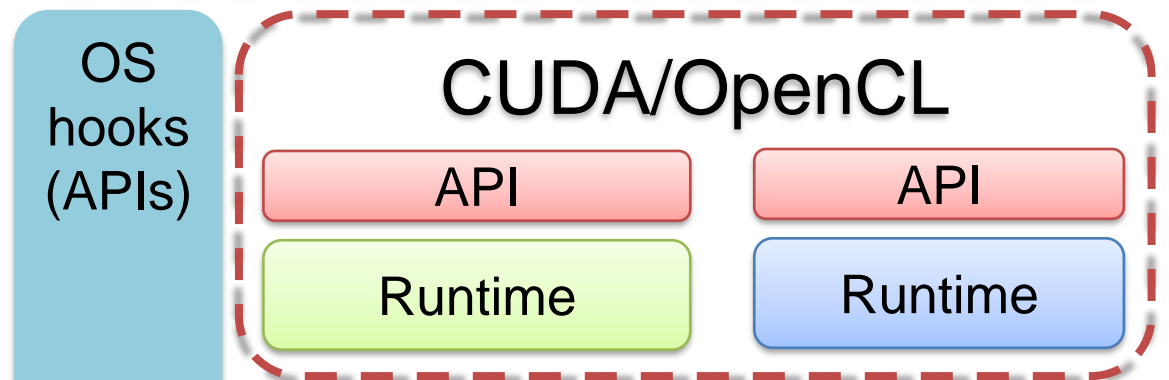 OS
hooks
(APIs)
CUDA/OpenCL
API
API
Runtime
Runtime